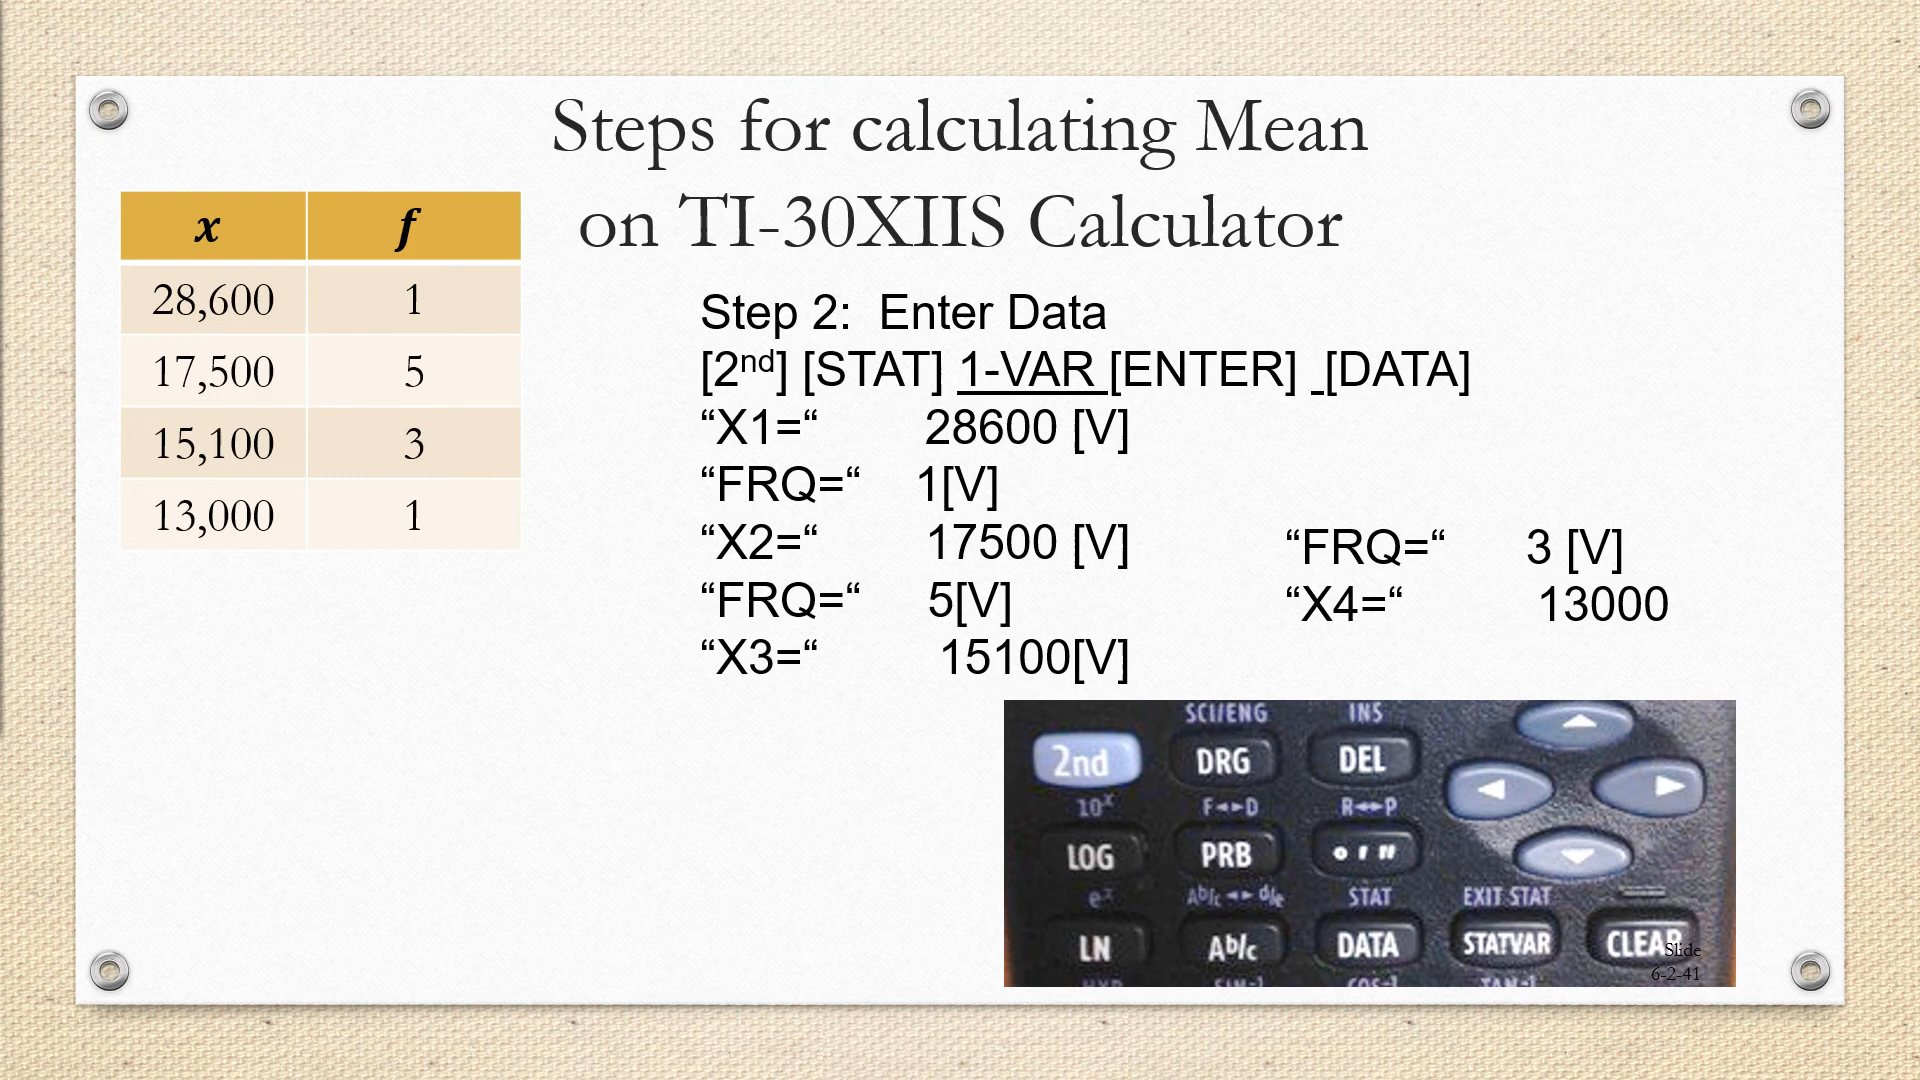 Steps for calculating Mean
on TI-30XIIS Calculator
x f
28,600 1
17,500 5
15,100 3
13,000 1
Step 2: Enter Data
[2nd] [STAT] 1-VAR [ENTER] [DATA]
“X1=“ 28600 [V]
“FRQ=“ 1[V]
“X2=“ 17500 [V]
“FRQ=“ 5[V]
“X3=“ 15100[V]
“FRQ=“ 3 [V]
“X4=“ 13000
SCI/ENG INS
2nd DRG DEL
10ˣ F◄►D R◄►P
LOG PRB ° ' "
eˣ Ab/c ◄► d/e STAT EXIT STAT
LN Ab/c DATA STATVAR CLEAR
Slide
6-2-41